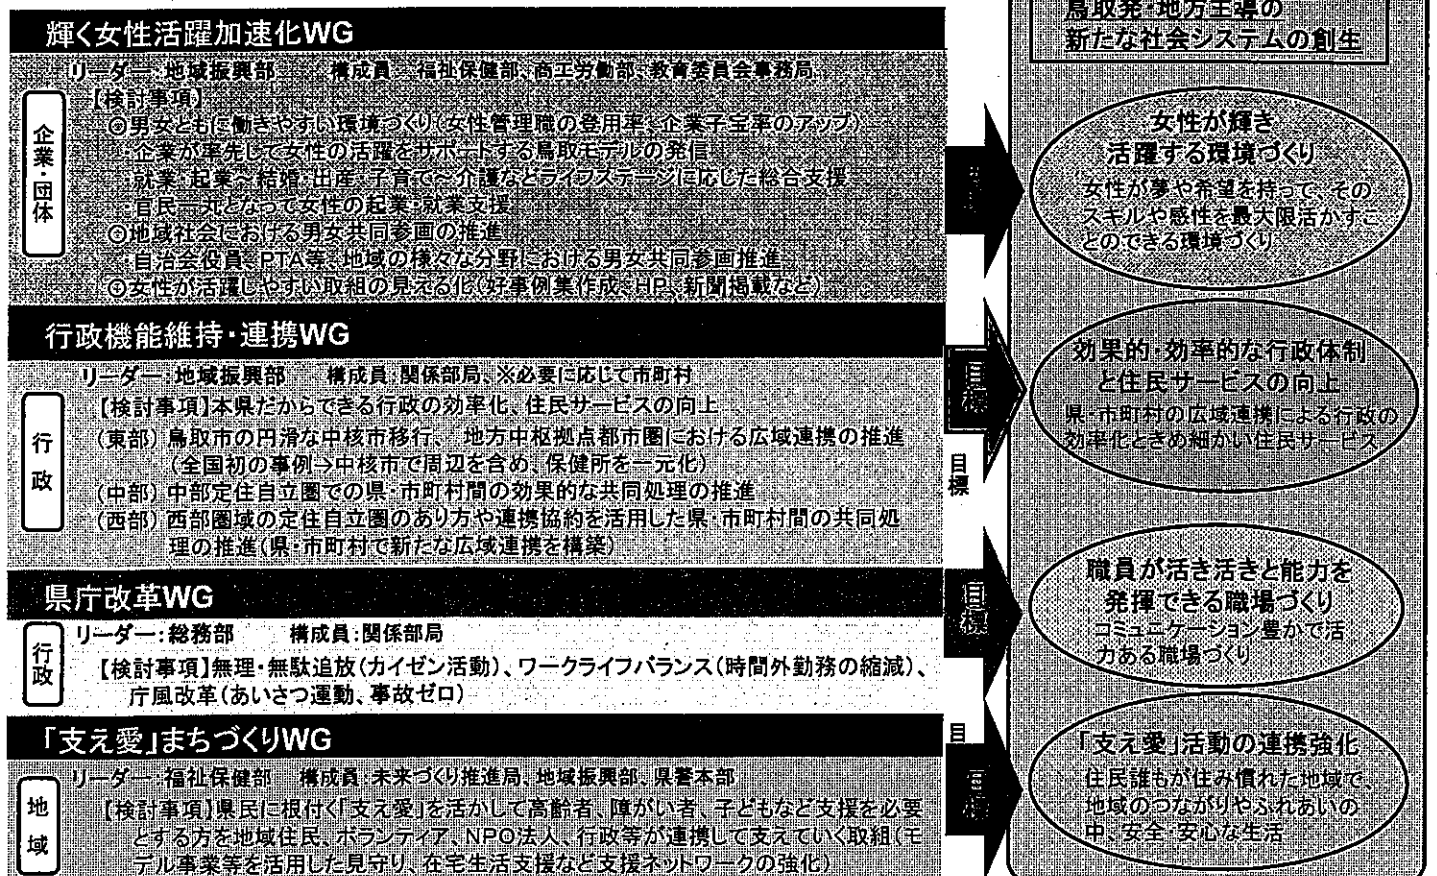 輝く女性活躍加速化WG
リーダー:地域振興部　構成員:福祉保健部、商工労働部、教育委員会事務局
企業・団体
【検討事項】
◎男女ともに働きやすい環境づくり(女性管理職の登用率、企業子宝率のアップ)
企業が率先して女性の活躍をサポートする鳥取モデルの発信
就業・起業~結婚・出産・子育て~介護などライフステージに応じた総合支援
官民一丸となって女性の起業・就業支援
◎地域社会における男女共同参画の推進
自治会役員、PTA等、地域の様々な分野における男女共同参画推進
◎女性が活躍しやすい取組の見える化(好事例集作成、HP、新聞掲載など)
行政機能維持・連携WG
リーダー:地域振興部　構成員:関係部局、※必要に応じて市町村
行政
【検討事項】本県だからできる行政の効率化、住民サービスの向上
(東部) 鳥取市の円滑な中核市移行、 地方中枢拠点都市圏における広域連携の推進
(全国初の事例→中核市で周辺を含め、保健所を一元化)
(中部) 中部定住自立圏での県・市町村間の効果的な共同処理の推進
(西部) 西部圏域の定住自立圏のあり方や連携協約を活用した県・市町村間の共同処
理の推進(県・市町村で新たな広域連携を構築)
県庁改革WG
リーダー:総務部　構成員:関係部局
行政
【検討事項】無理・無駄追放(カイゼン活動)、ワークライフバランス(時間外勤務の縮減)、
庁風改革(あいさつ運動、事故ゼロ)
「支え愛」まちづくりWG
リーダー:福祉保健部　構成員:未来づくり推進局、地域振興部、県警本部
地域
【検討事項】県民に根付く「支え愛」を活かして高齢者、障がい者、子どもなど支援を必要
とする方を地域住民、ボランティア、NPO法人、行政等が連携して支えていく取組(モ
デル事業等を活用した見守り、在宅生活支援など支援ネットワークの強化)
目標
目標
目標
目
目標
鳥取発・地方主導の
新たな社会システムの創生
女性が輝き
活躍する環境づくり
女性が夢や希望を持って、その
スキルや感性を最大限活かすこ
とのできる環境づくり
効果的・効率的な行政体制
と住民サービスの向上
県・市町村の広域連携による行政の
効率化ときめ細かい住民サービス
職員が活き活きと能力を
発揮できる職場づくり
コミュニケーション豊かで活
力ある職場づくり
「支え愛」活動の連携強化
住民誰もが住み慣れた地域で、
地域のつながりやふれあいの
中、安全・安心な生活